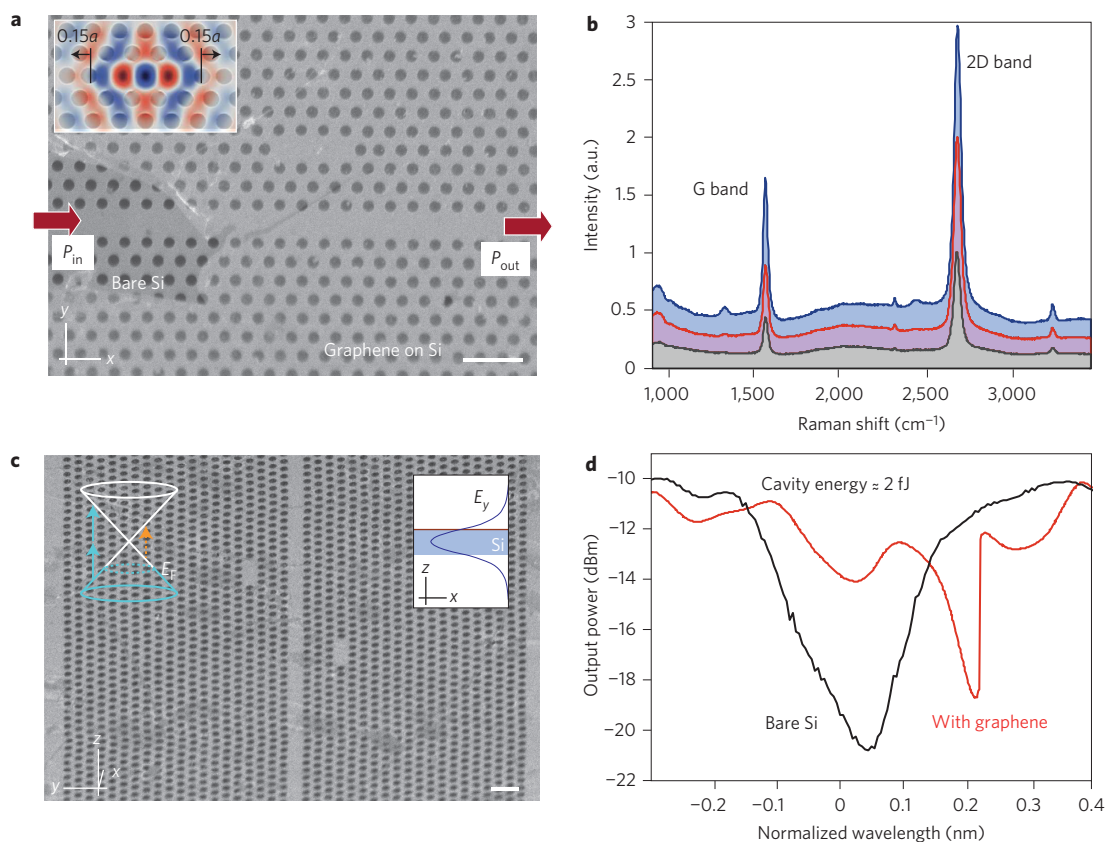 a
0.15a
0.15a
P_in
P_out
Bare Si
y
x
Graphene on Si
b
3
2.5
2
1.5
1
0.5
0
Intensity (a.u.)
G band
2D band
1,000
1,500
2,000
2,500
3,000
Raman shift (cm⁻¹)
c
E_F
E_y
Si
z
x
z
x
y
d
−10
−12
−14
−16
−18
−20
−22
Output power (dBm)
Cavity energy ≈ 2 fJ
Bare Si
With graphene
−0.2
−0.1
0
0.1
0.2
0.3
0.4
Normalized wavelength (nm)